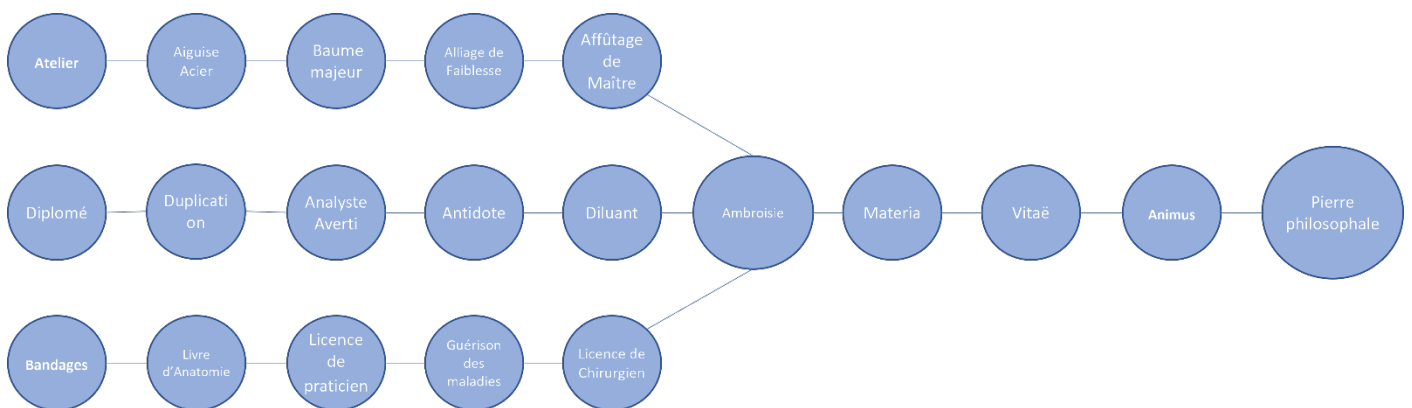 Atelier
Aiguise
Acier
Baume
majeur
Alliage de
Faiblesse
Affûtage
de
Maître
Diplomé
Duplicati
on
Analyste
Averti
Antidote
Diluant
Ambroisie
Materia
Vitaë
Animus
Pierre
philosophale
Bandages
Livre
d’Anatomie
Licence
de
praticien
Guérison
des
maladies
Licence de
Chirurgien